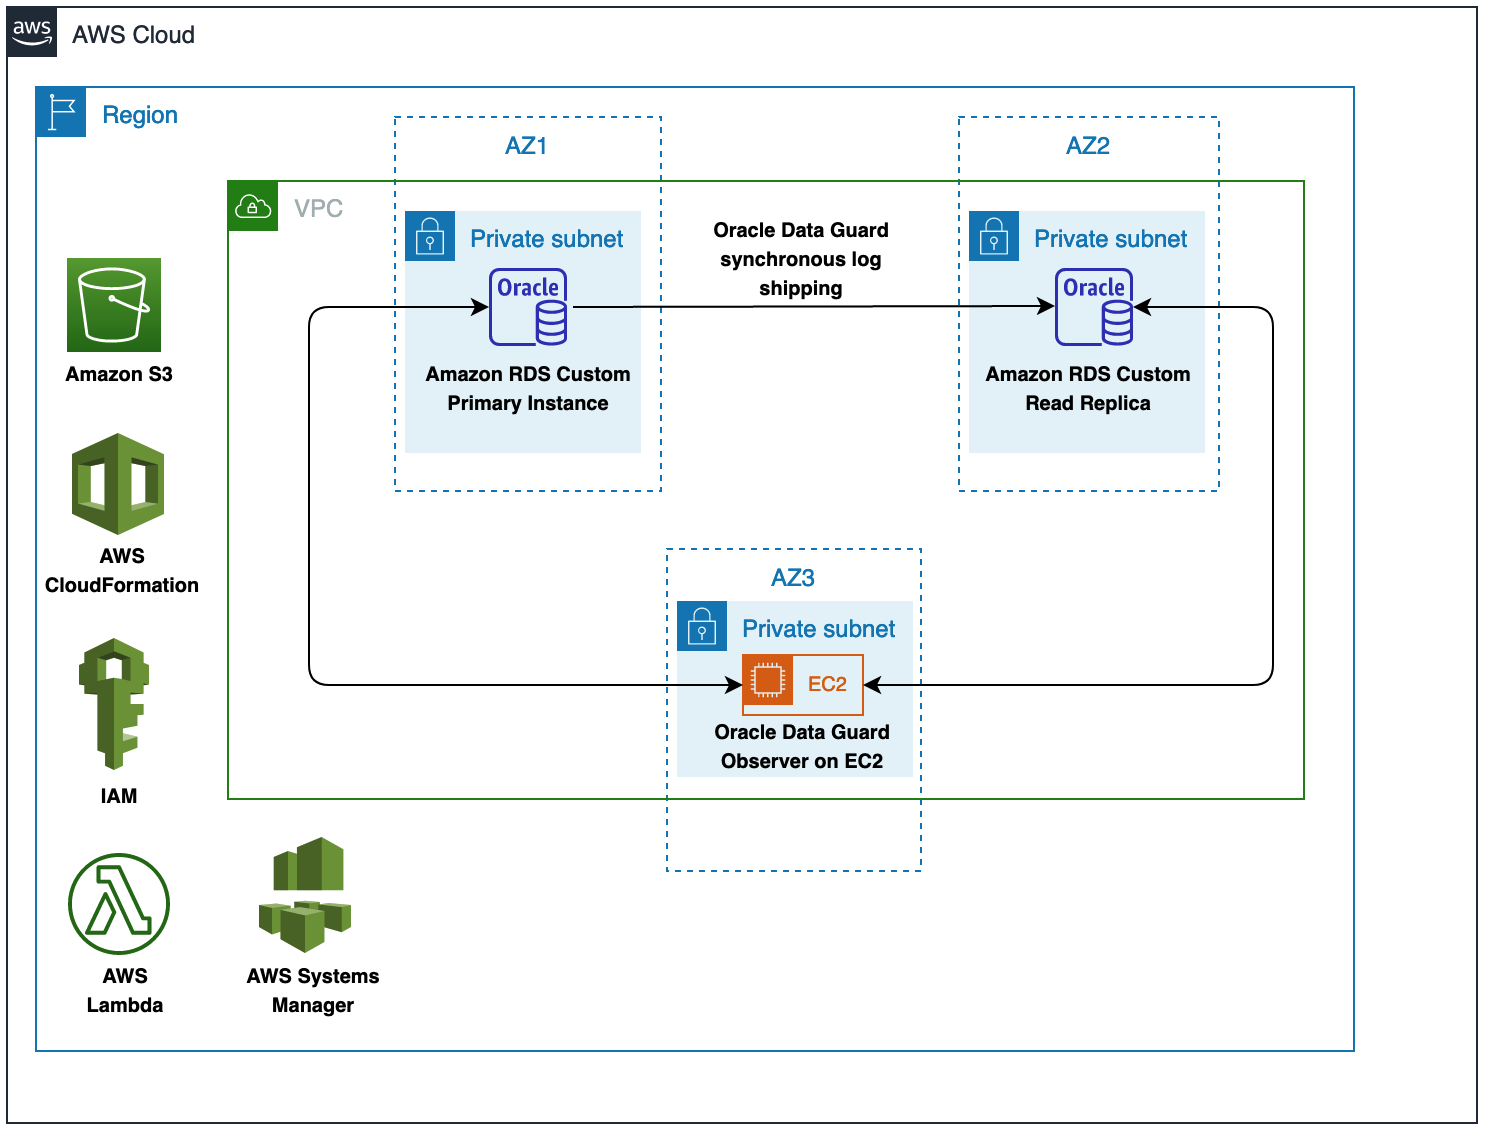 aws
AWS Cloud
Region
AZ1
AZ2
VPC
Private subnet
Oracle
Amazon RDS Custom
Primary Instance
Oracle Data Guard
synchronous log
shipping
Private subnet
Oracle
Amazon RDS Custom
Read Replica
Amazon S3
AWS
CloudFormation
IAM
AZ3
Private subnet
EC2
Oracle Data Guard
Observer on EC2
AWS
Lambda
AWS Systems
Manager